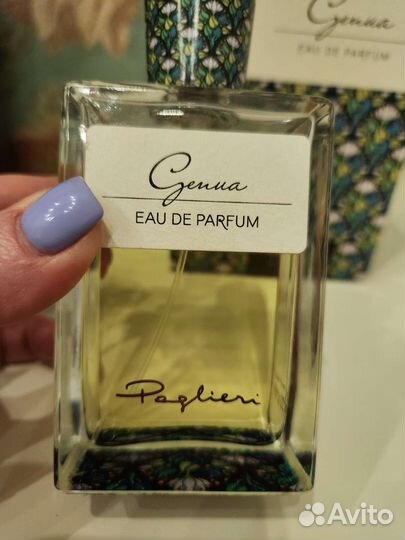 Genua
EAU DE PARFUM
Genua
EAU DE PARFUM
Paglieri
Avito